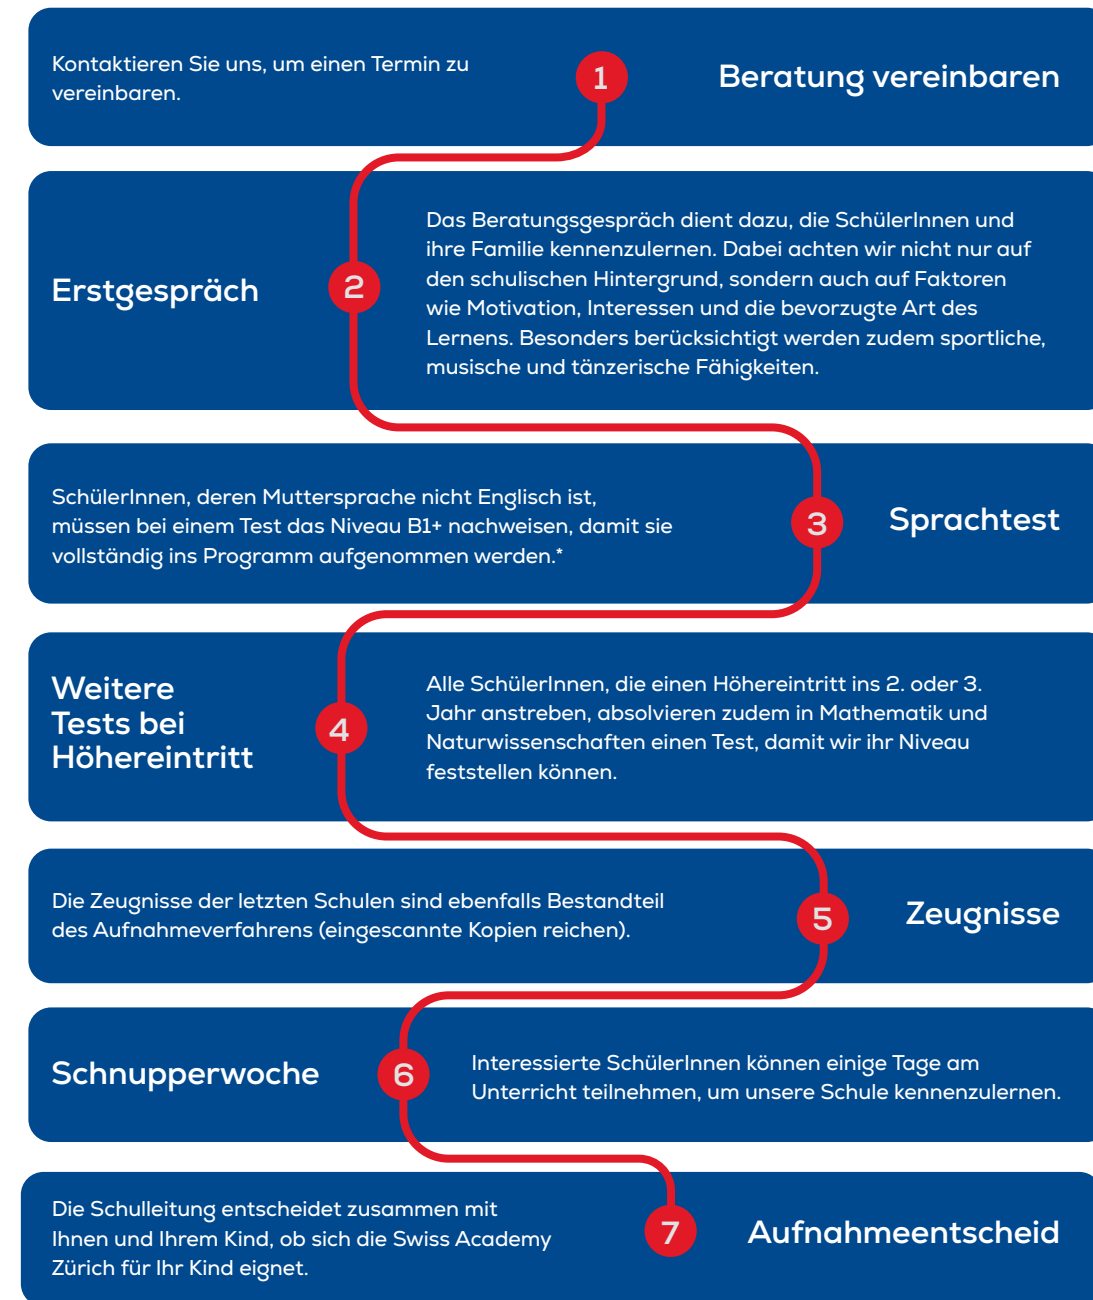 Kontaktieren Sie uns, um einen Termin zu
vereinbaren.
1
Beratung vereinbaren
Erstgespräch
2
Das Beratungsgespräch dient dazu, die SchülerInnen und
ihre Familie kennenzulernen. Dabei achten wir nicht nur auf
den schulischen Hintergrund, sondern auch auf Faktoren
wie Motivation, Interessen und die bevorzugte Art des
Lernens. Besonders berücksichtigt werden zudem sportliche,
musische und tänzerische Fähigkeiten.
SchülerInnen, deren Muttersprache nicht Englisch ist,
müssen bei einem Test das Niveau B1+ nachweisen, damit sie
vollständig ins Programm aufgenommen werden.*
3
Sprachtest
Weitere
Tests bei
Höhereintritt
4
Alle SchülerInnen, die einen Höhereintritt ins 2. oder 3.
Jahr anstreben, absolvieren zudem in Mathematik und
Naturwissenschaften einen Test, damit wir ihr Niveau
feststellen können.
Die Zeugnisse der letzten Schulen sind ebenfalls Bestandteil
des Aufnahmeverfahrens (eingescannte Kopien reichen).
5
Zeugnisse
Schnupperwoche
6
Interessierte SchülerInnen können einige Tage am
Unterricht teilnehmen, um unsere Schule kennenzulernen.
Die Schulleitung entscheidet zusammen mit
Ihnen und Ihrem Kind, ob sich die Swiss Academy
Zürich für Ihr Kind eignet.
7
Aufnahmeentscheid